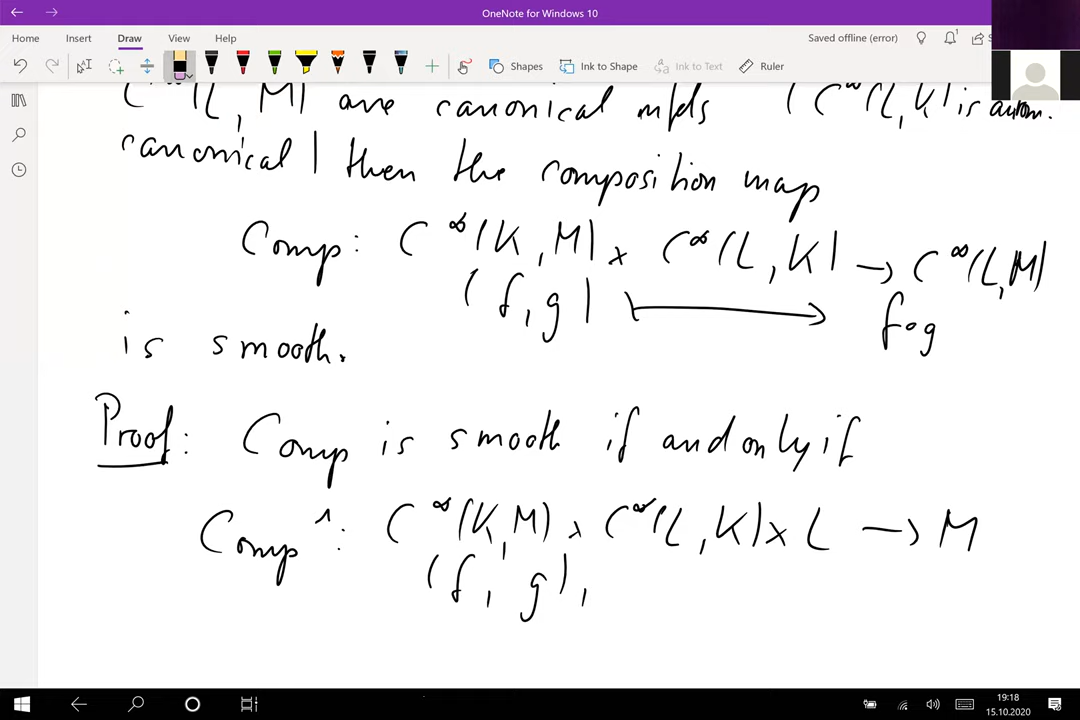 OneNote for Windows 10
Home Insert Draw View Help
Saved offline (error)
Shapes Ink to Shape Ink to Text Ruler
C^∞(L, M) are canonical mfds (C^∞(L, K) is autom.
canonical) then the composition map
Comp: C^∞(K, M) × C^∞(L, K) → C^∞(L, M)
(f, g) ⟼ f∘g
is smooth.
Proof: Comp is smooth if and only if
Comp^∧: C^∞(K, M) × C^∞(L, K) × L → M
(f, g),
19:18
15.10.2020